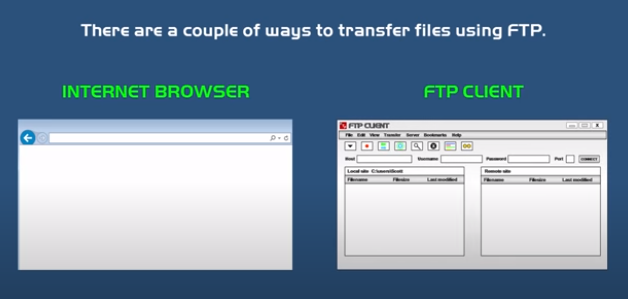 There are a couple of ways to transfer files using FTP.
INTERNET BROWSER
FTP CLIENT
FTP CLIENT
File Edit View Transfer Server Bookmarks Help
Host Username Password Port CONNECT
Local site C:\users\Scott
Remote site
Filename Filesize Last modified
Filename Filesize Last modified